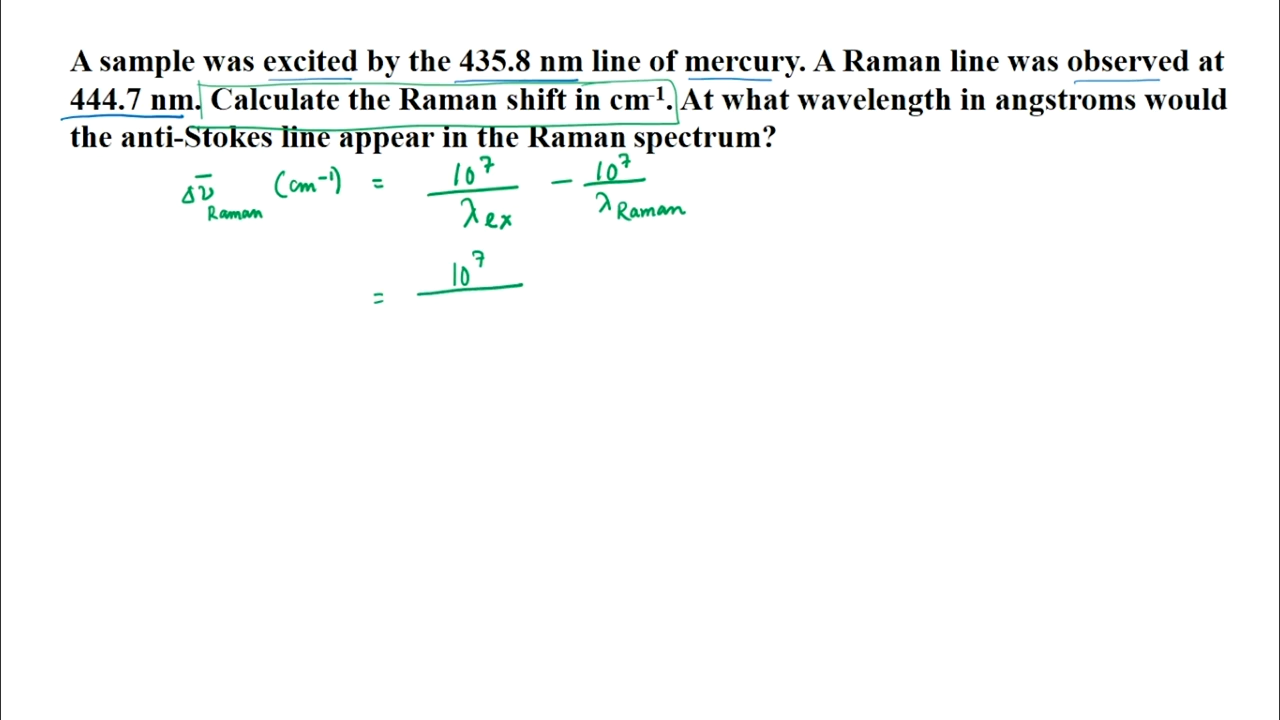 A sample was excited by the 435.8 nm line of mercury. A Raman line was observed at
444.7 nm. Calculate the Raman shift in cm⁻¹. At what wavelength in angstroms would
the anti-Stokes line appear in the Raman spectrum?
Δν̄ Raman (cm⁻¹) = 10⁷/λex − 10⁷/λRaman
= 10⁷